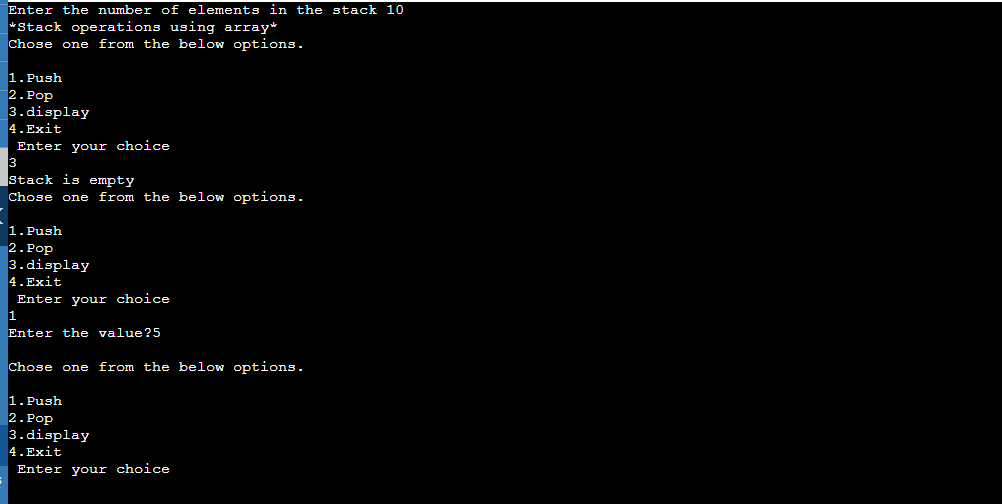 Enter the number of elements in the stack 10
*Stack operations using array*
Chose one from the below options.
1.Push
2.Pop
3.display
4.Exit
Enter your choice
3
Stack is empty
Chose one from the below options.
1.Push
2.Pop
3.display
4.Exit
Enter your choice
1
Enter the value?5
Chose one from the below options.
1.Push
2.Pop
3.display
4.Exit
Enter your choice